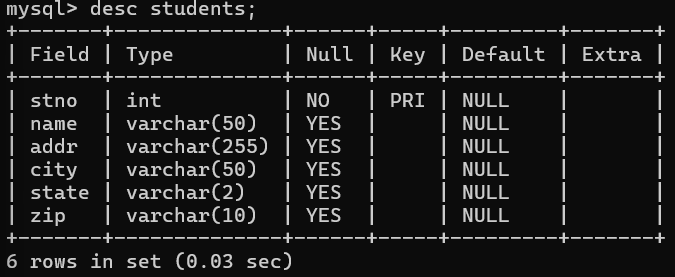 mysql> desc students;
+-------+--------------+------+-----+---------+-------+
| Field | Type         | Null | Key | Default | Extra |
+-------+--------------+------+-----+---------+-------+
| stno  | int          | NO   | PRI | NULL    |       |
| name  | varchar(50)  | YES  |     | NULL    |       |
| addr  | varchar(255) | YES  |     | NULL    |       |
| city  | varchar(50)  | YES  |     | NULL    |       |
| state | varchar(2)   | YES  |     | NULL    |       |
| zip   | varchar(10)  | YES  |     | NULL    |       |
+-------+--------------+------+-----+---------+-------+
6 rows in set (0.03 sec)